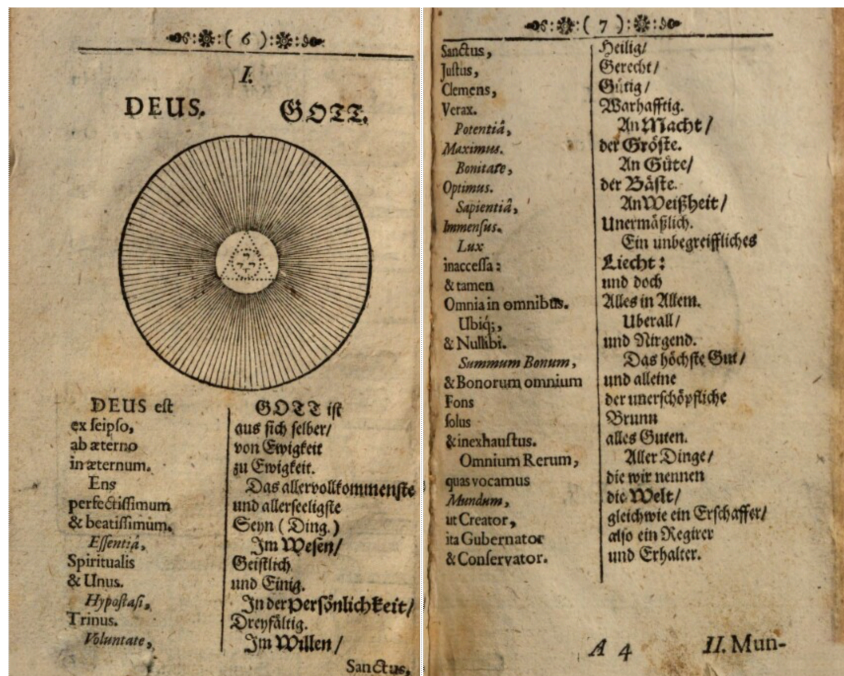 ( 6 )
I.
DEUS. GOTT.
DEUS est
ex seipso,
ab æterno
in æternum.
Ens
perfectissimum
& beatissimum.
Essentiâ,
Spiritualis
& Unus.
Hypostasi,
Trinus.
Voluntate,
GOTT ist
aus sich selber/
von Ewigkeit
zu Ewigkeit.
Das allervollkommenste
und allerseeligste
Seyn ( Ding.)
Im Wesen/
Geistlich
und Einig.
In der Persönlichkeit/
Dreyfältig.
Im Willen/
Sanctus,
( 7 )
Sanctus,
Justus,
Clemens,
Verax.
Potentiâ,
Maximus.
Bonitate,
Optimus.
Sapientiâ,
Immensus.
Lux
inaccessa:
& tamen
Omnia in omnibus.
Ubiq;,
& Nullibi.
Summum Bonum,
& Bonorum omnium
Fons
solus
& inexhaustus.
Omnium Rerum,
quas vocamus
Mundum,
ut Creator,
ita Gubernator
& Conservator.
Heilig/
Gerecht/
Gütig/
Warhafftig.
An Macht/
der Gröste.
An Güte/
der Bäste.
An Weißheit/
Unermäßlich.
Ein unbegreiffliches
Liecht:
und doch
Alles in Allem.
Uberall/
und Nirgend.
Das höchste Gut/
und alleine
der unerschöpfliche
Brunn
alles Guten.
Aller Dinge/
die wir nennen
die Welt/
gleichwie ein Erschaffer/
also ein Regirer
und Erhalter.
A 4
II. Mun-